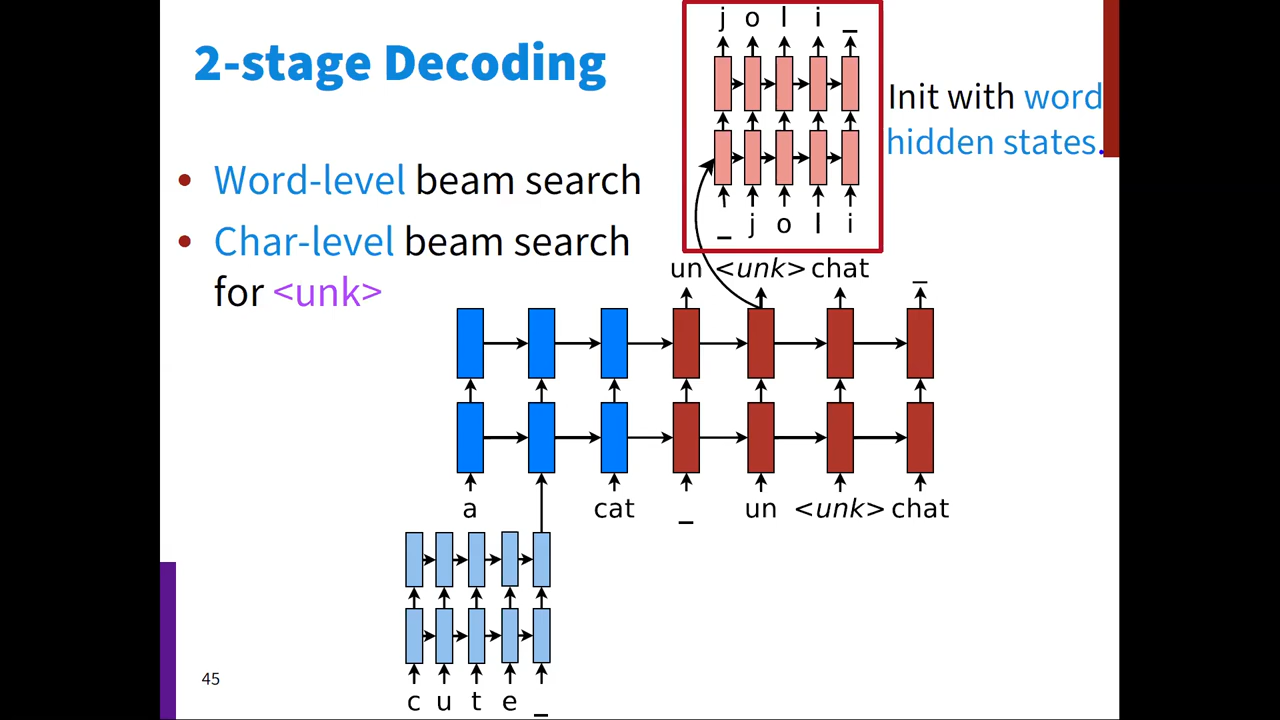 2-stage Decoding
• Word-level beam search
• Char-level beam search
for <unk>
j o l i _
Init with word
hidden states.
_ j o l i
un <unk> chat _
a cat _ un <unk> chat
c u t e _
45